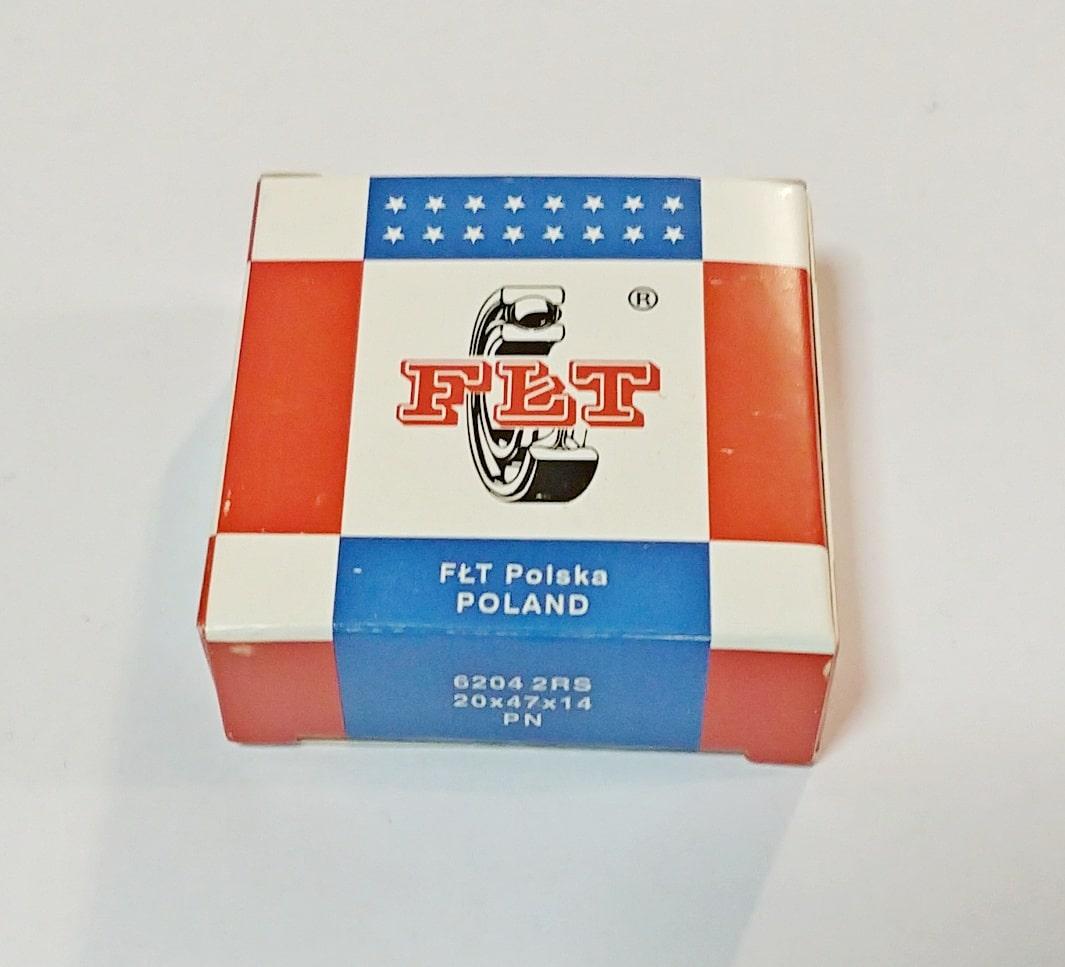 ®
FŁT
FŁT Polska
POLAND
6204 2RS
20x47x14
PN